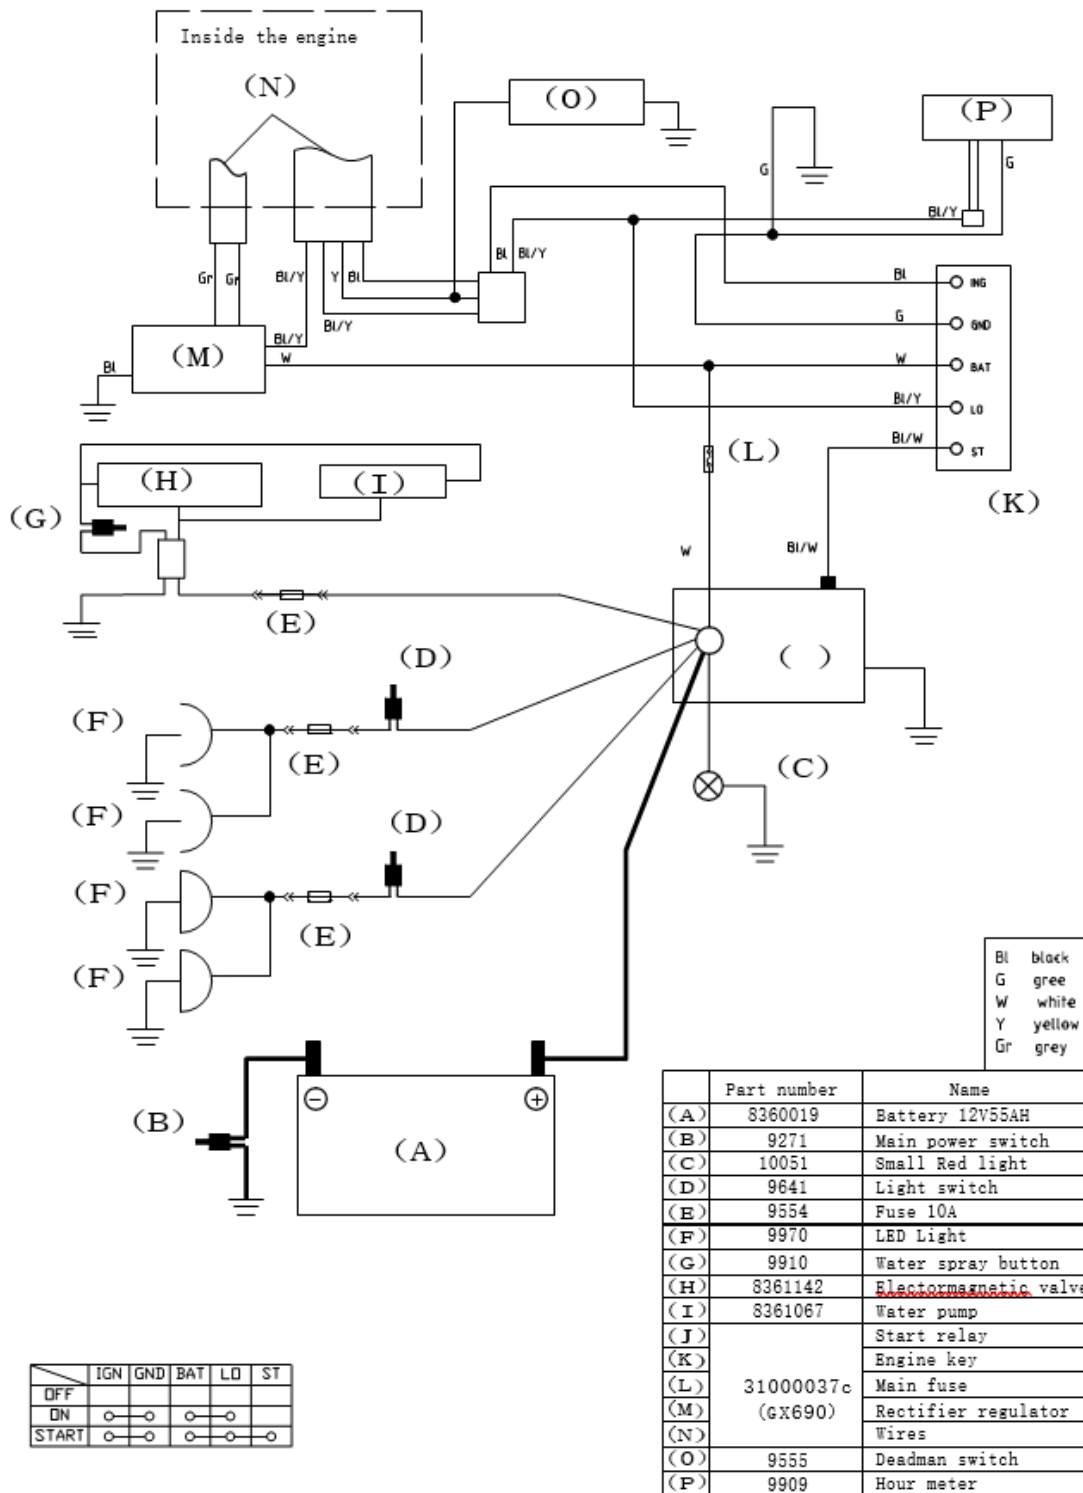 Inside the engine
(N)
(O)
(P)
G
G
Bl/Y
Gr
Gr
Bl/Y
Y
Bl
Bl
Bl/Y
Bl/Y
Bl/Y
(M)
W
Bl
Bl
ING
G
GND
W
BAT
Bl/Y
LO
Bl/W
ST
(K)
(L)
(H)
(I)
(G)
W
Bl/W
(E)
( )
(D)
(F)
(E)
(C)
(F)
(D)
(F)
(E)
(F)
Bl black
G gree
W white
Y yellow
Gr grey
(B)
−
+
(A)
Part number Name
(A) 8360019 Battery 12V55AH
(B) 9271 Main power switch
(C) 10051 Small Red light
(D) 9641 Light switch
(E) 9554 Fuse 10A
(F) 9970 LED Light
(G) 9910 Water spray button
(H) 8361142 Electormagnetic valve
(I) 8361067 Water pump
(J) Start relay
(K) Engine key
(L) 31000037c Main fuse
(M) (GX690) Rectifier regulator
(N) Wires
(O) 9555 Deadman switch
(P) 9909 Hour meter
IGN GND BAT LO ST
OFF
ON
START